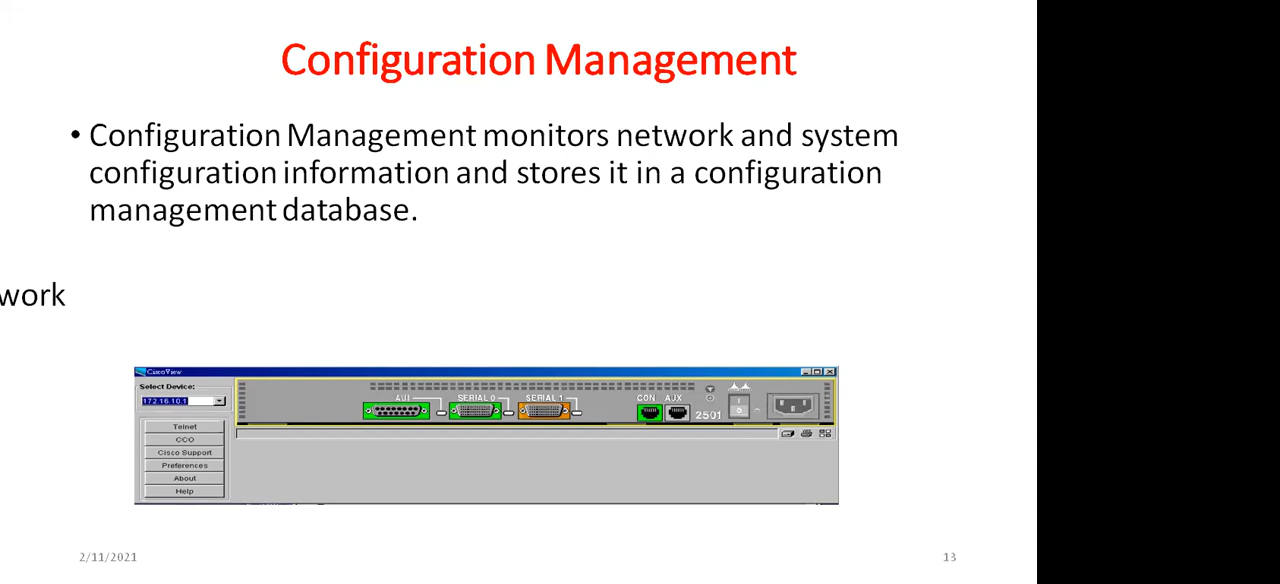 Configuration Management
• Configuration Management monitors network and system
configuration information and stores it in a configuration
management database.
work
CiscoView
Select Device:
172.16.10.1
AUI
SERIAL 0
SERIAL 1
CON
AUX
2501
Telnet
CCO
Cisco Support
Preferences
About
Help
2/11/2021
13